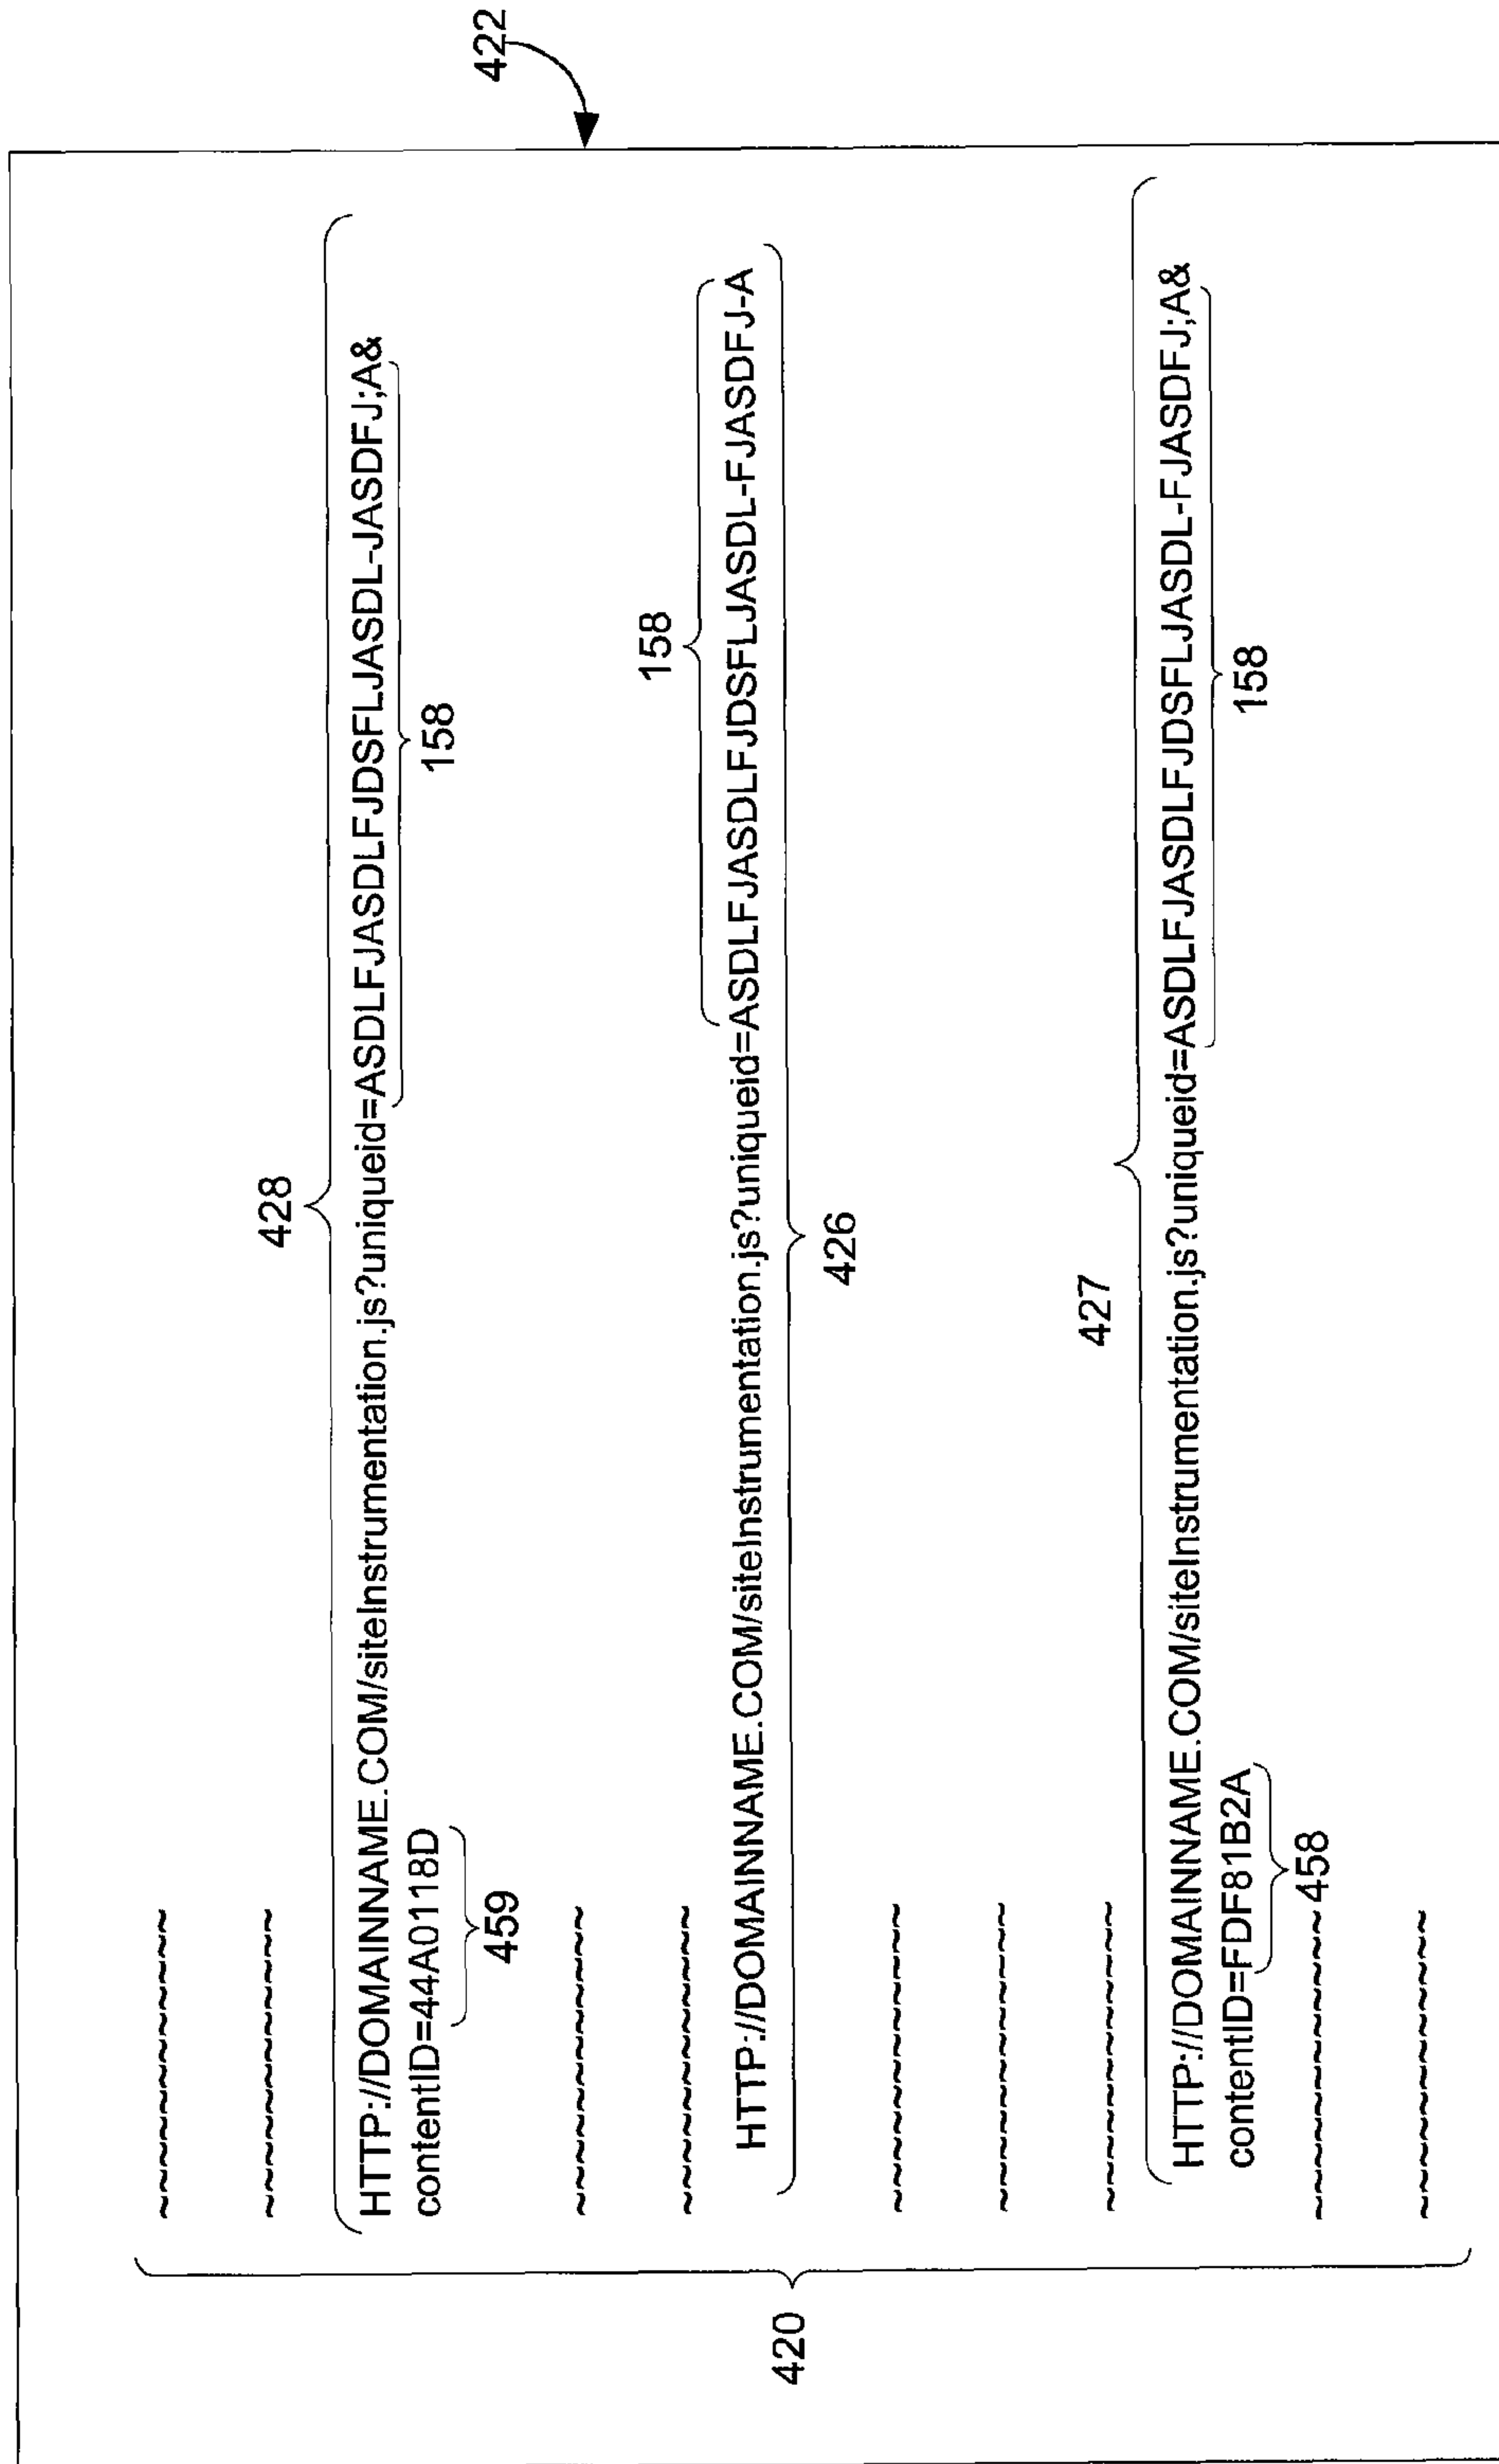 422
428
HTTP://DOMAINNAME.COM/siteInstrumentation.js?uniqueid=ASDLFJASDLFJDSFLJASDL-JASDFJ;A&
contentID=44A0118D
158
459
158
HTTP://DOMAINNAME.COM/siteInstrumentation.js?uniqueid=ASDLFJASDLFJDSFLJASDL-FJASDFJ-A
426
420
427
HTTP://DOMAINNAME.COM/siteInstrumentation.js?uniqueid=ASDLFJASDLFJDSFLJASDL-FJASDFJ;A&
contentID=FDF81B2A
158
458